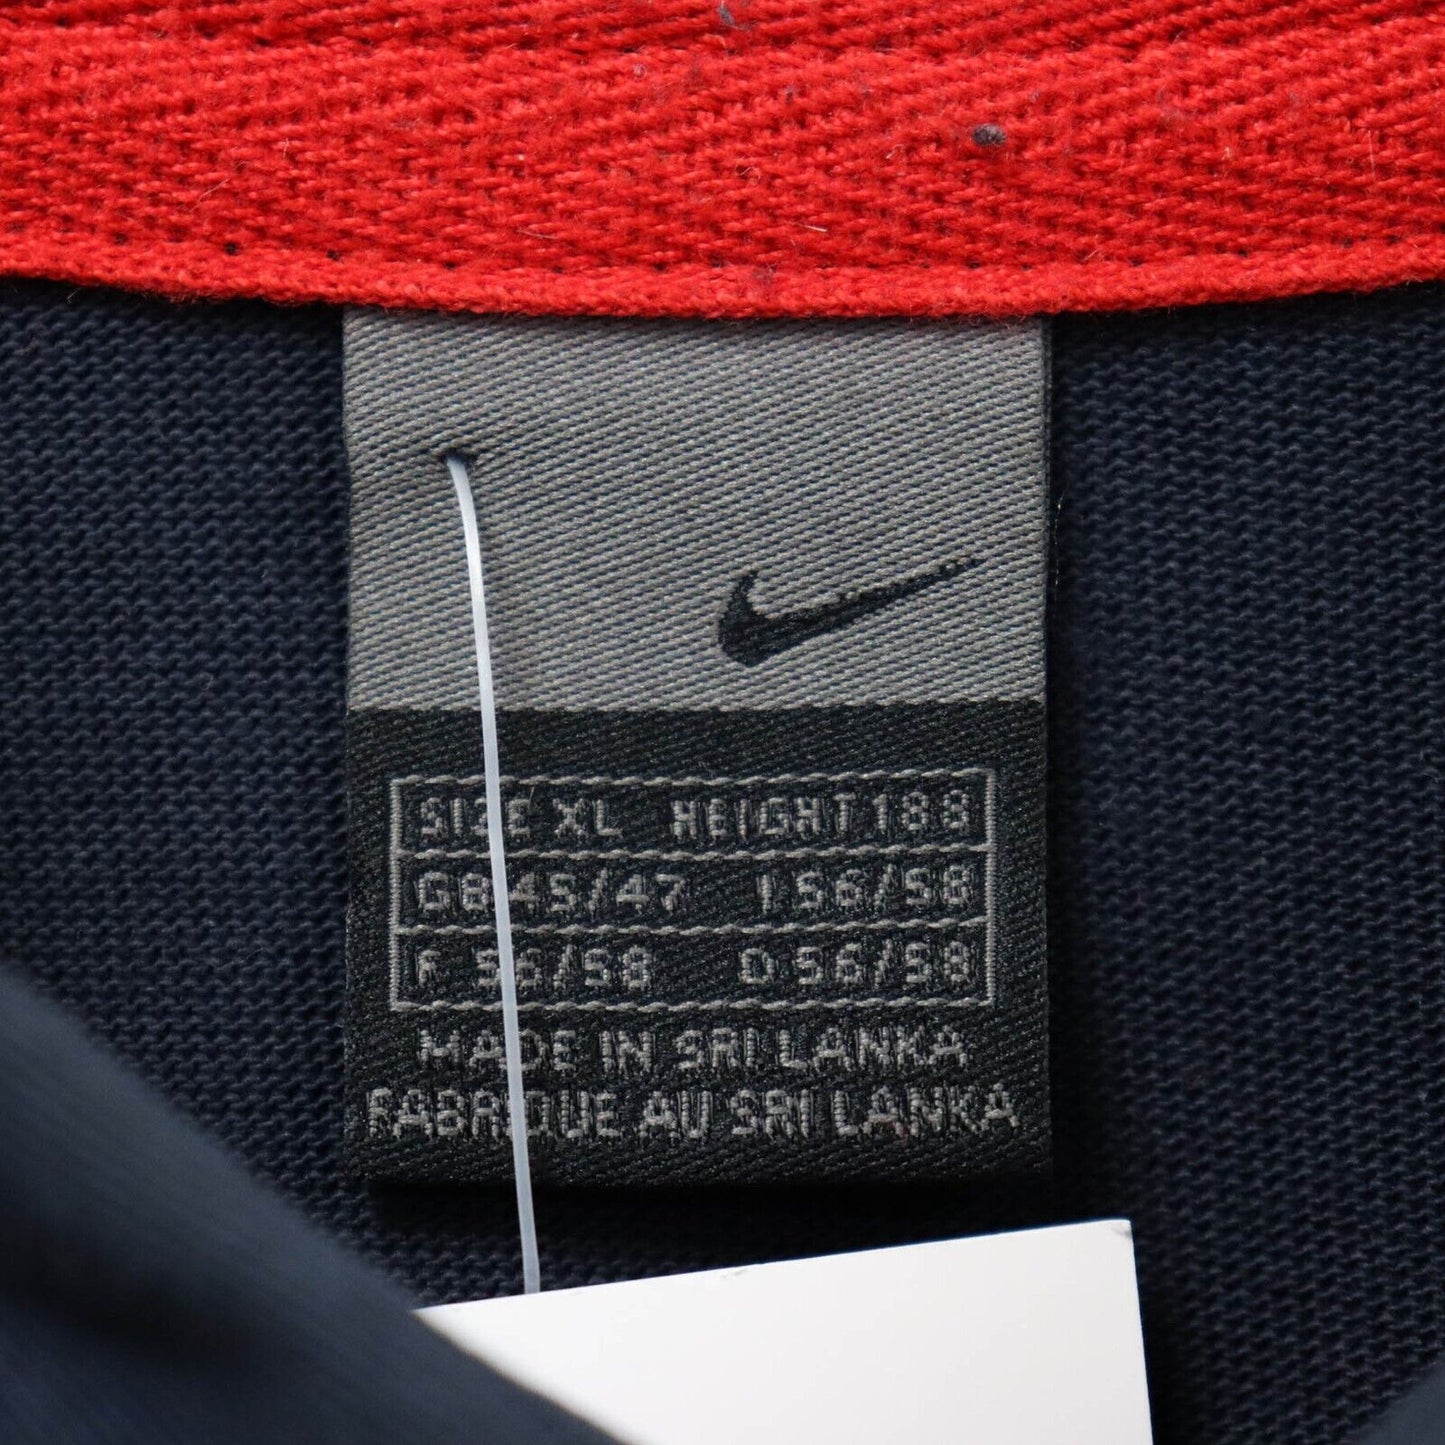 SIZE XL HEIGHT 188
GB 45/47 I 56/58
F 56/58 D 56/58
MADE IN SRI LANKA
FABRIQUE AU SRI LANKA